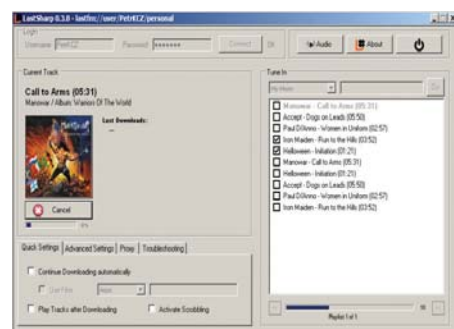 LastSharp 0.3.0 - lastfm://user/PetrKCZ/personal
Login
Username: PetrKCZ Password: ******* Connect OK
Audio
About
Current Track
Call to Arms (05:31)
Manowar / Album: Warriors Of The World
Last Downloads:
...
Cancel
Quick Settings Advanced Settings Proxy Troubleshooting
Continue Downloading automatically
Play Tracks after Downloading Activate Scrobbling
Tune In
Manowar - Call to Arms (05:31)
Accept - Dogs on Leads (05:50)
Paul Di'Anno - Women in Uniform (02:57)
Iron Maiden - Run to the Hills (03:52)
Helloween - Initiation (01:21)
Manowar - Call to Arms (05:31)
Helloween - Initiation (01:21)
Accept - Dogs on Leads (05:50)
Paul Di'Anno - Women in Uniform (02:57)
Iron Maiden - Run to the Hills (03:52)
Playlist 1 of 1